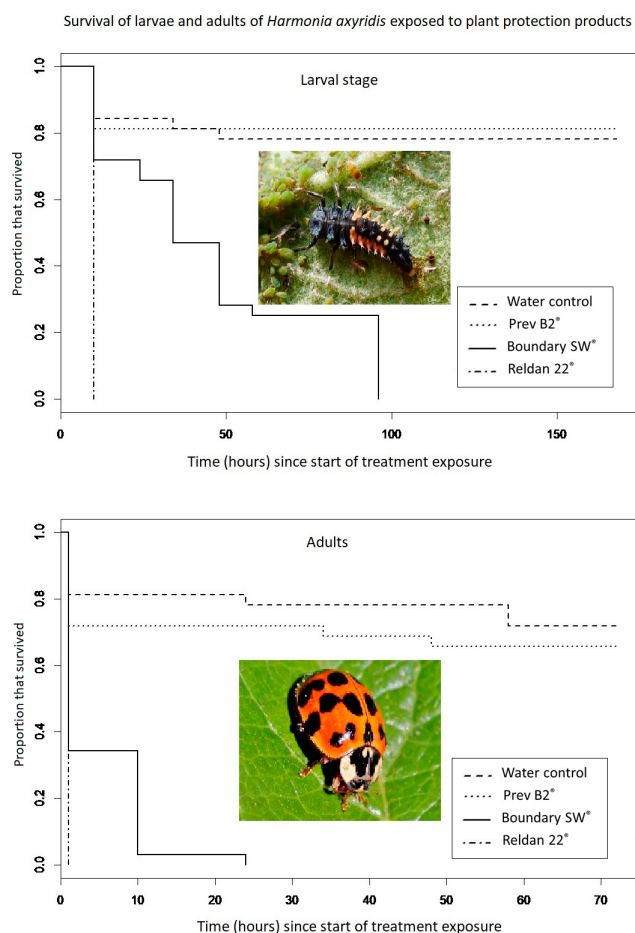 Survival of larvae and adults of Harmonia axyridis exposed to plant protection products
Larval stage
Proportion that survived
1.0
0.8
0.6
0.4
0.2
0.0
Water control
Prev B2®
Boundary SW®
Reldan 22®
0 50 100 150
Time (hours) since start of treatment exposure
Adults
Proportion that survived
1.0
0.8
0.6
0.4
0.2
0.0
Water control
Prev B2®
Boundary SW®
Reldan 22®
0 10 20 30 40 50 60 70
Time (hours) since start of treatment exposure